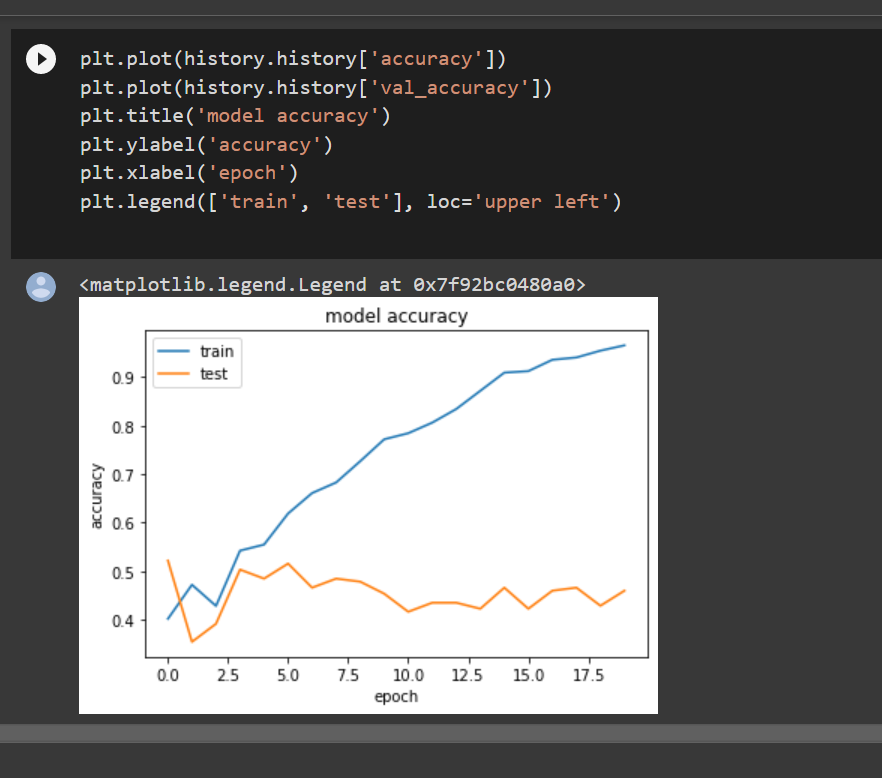 plt.plot(history.history['accuracy'])
plt.plot(history.history['val_accuracy'])
plt.title('model accuracy')
plt.ylabel('accuracy')
plt.xlabel('epoch')
plt.legend(['train', 'test'], loc='upper left')
<matplotlib.legend.Legend at 0x7f92bc0480a0>
model accuracy
train
test
0.9
0.8
0.7
0.6
0.5
0.4
accuracy
0.0 2.5 5.0 7.5 10.0 12.5 15.0 17.5
epoch